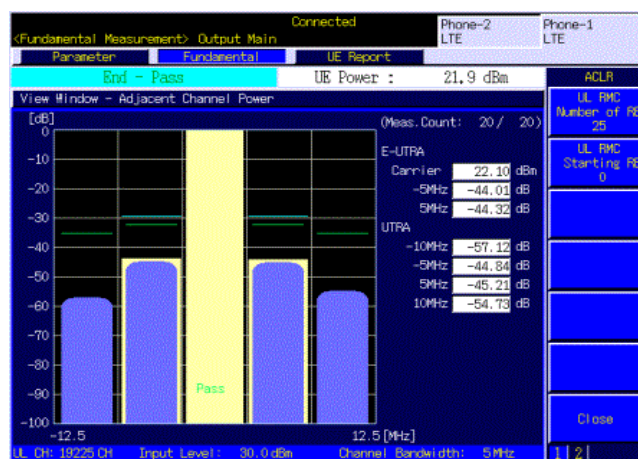 Connected
Phone-2
LTE
Phone-1
LTE
<Fundamental Measurement> Output Main
Parameter
Fundamental
UE Report
End - Pass
UE Power : 21.9 dBm
ACLR
View Window - Adjacent Channel Power
[dB]
(Meas.Count: 20/ 20)
UL RMC
Number of RB
25
E-UTRA
Carrier 22.10 dBm
-5MHz -44.01 dB
5MHz -44.32 dB
UL RMC
Starting RB
0
UTRA
-10MHz -57.12 dB
-5MHz -44.84 dB
5MHz -45.21 dB
10MHz -54.73 dB
0
-10
-20
-30
-40
-50
-60
-70
-80
-90
-100
Pass
-12.5
12.5[MHz]
Close
UL CH: 19225CH Input Level: 30.0dBm Channel Bandwidth: 5MHz
1 2